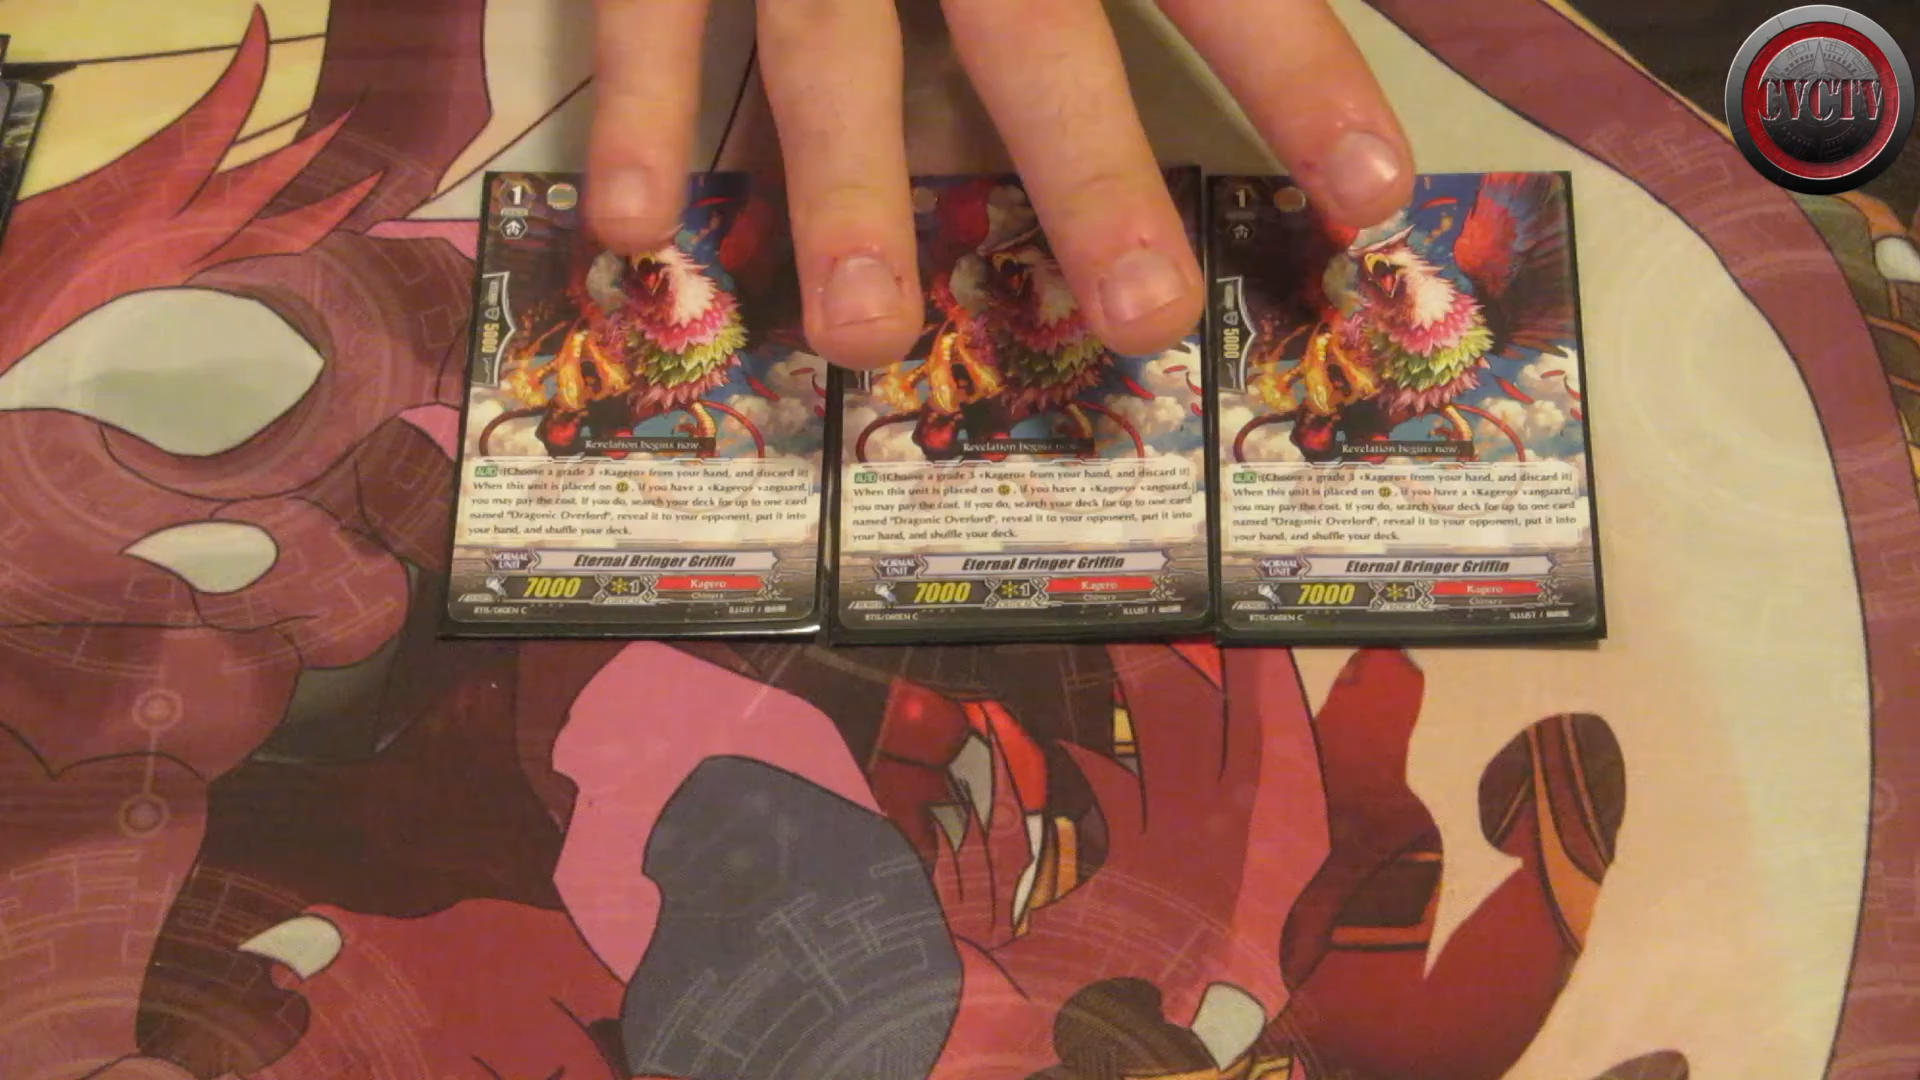 CVCTV
1
5000
Revelation begins now.
AUTO:[Choose a grade 3 «Kagero» from your hand, and discard it]
When this unit is placed on , if you have a «Kagero» vanguard,
you may pay the cost. If you do, search your deck for up to one card
named "Dragonic Overlord", reveal it to your opponent, put it into
your hand, and shuffle your deck.
NORMAL
UNIT
Eternal Bringer Griffin
7000
1
Kagero
Chimera
ILLUST /
Revelation begins now.
AUTO:[Choose a grade 3 «Kagero» from your hand, and discard it]
When this unit is placed on , if you have a «Kagero» vanguard,
you may pay the cost. If you do, search your deck for up to one card
named "Dragonic Overlord", reveal it to your opponent, put it into
your hand, and shuffle your deck.
NORMAL
UNIT
Eternal Bringer Griffin
7000
1
Kagero
Chimera
ILLUST /
1
5000
Revelation begins now.
AUTO:[Choose a grade 3 «Kagero» from your hand, and discard it]
When this unit is placed on , if you have a «Kagero» vanguard,
you may pay the cost. If you do, search your deck for up to one card
named "Dragonic Overlord", reveal it to your opponent, put it into
your hand, and shuffle your deck.
NORMAL
UNIT
Eternal Bringer Griffin
7000
1
Kagero
Chimera
ILLUST /